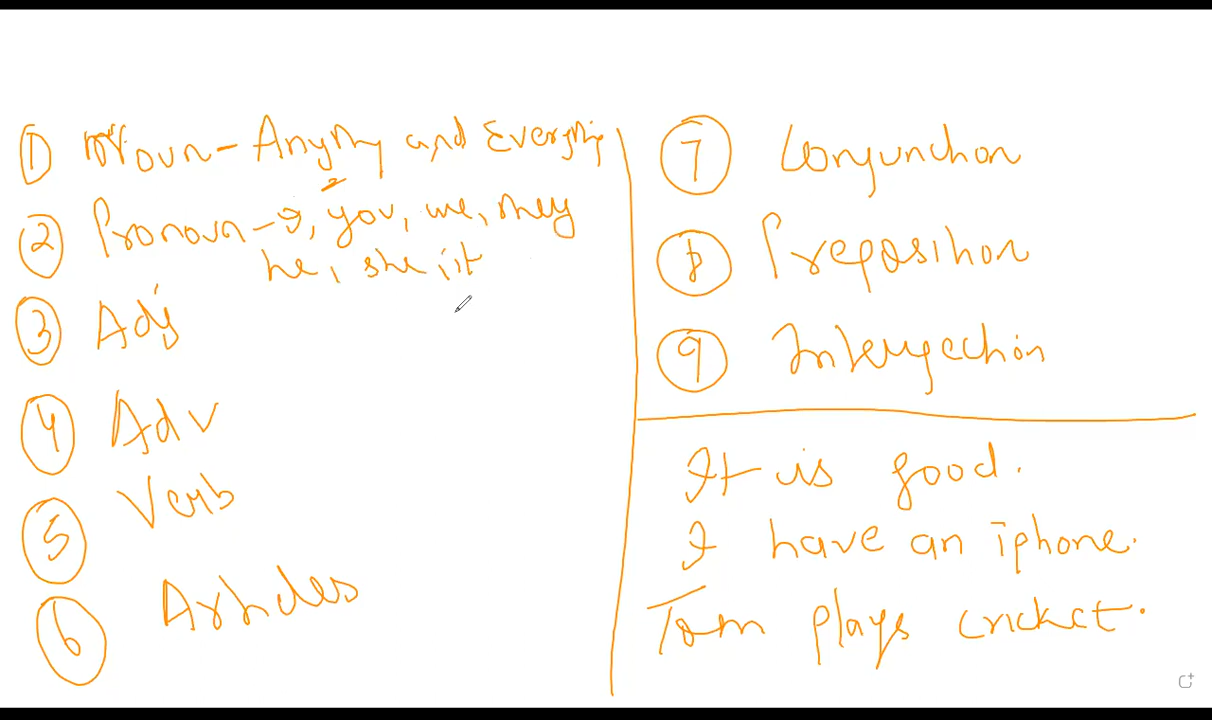 1 Noun - Anything and Everything
2 Pronoun - I, you, we, they
he, she, it
3 Adj
4 Adv
5 Verb
6 Articles
7 Conjunction
8 Preposition
9 Interjection
It is good.
I have an iphone.
Tom plays cricket.